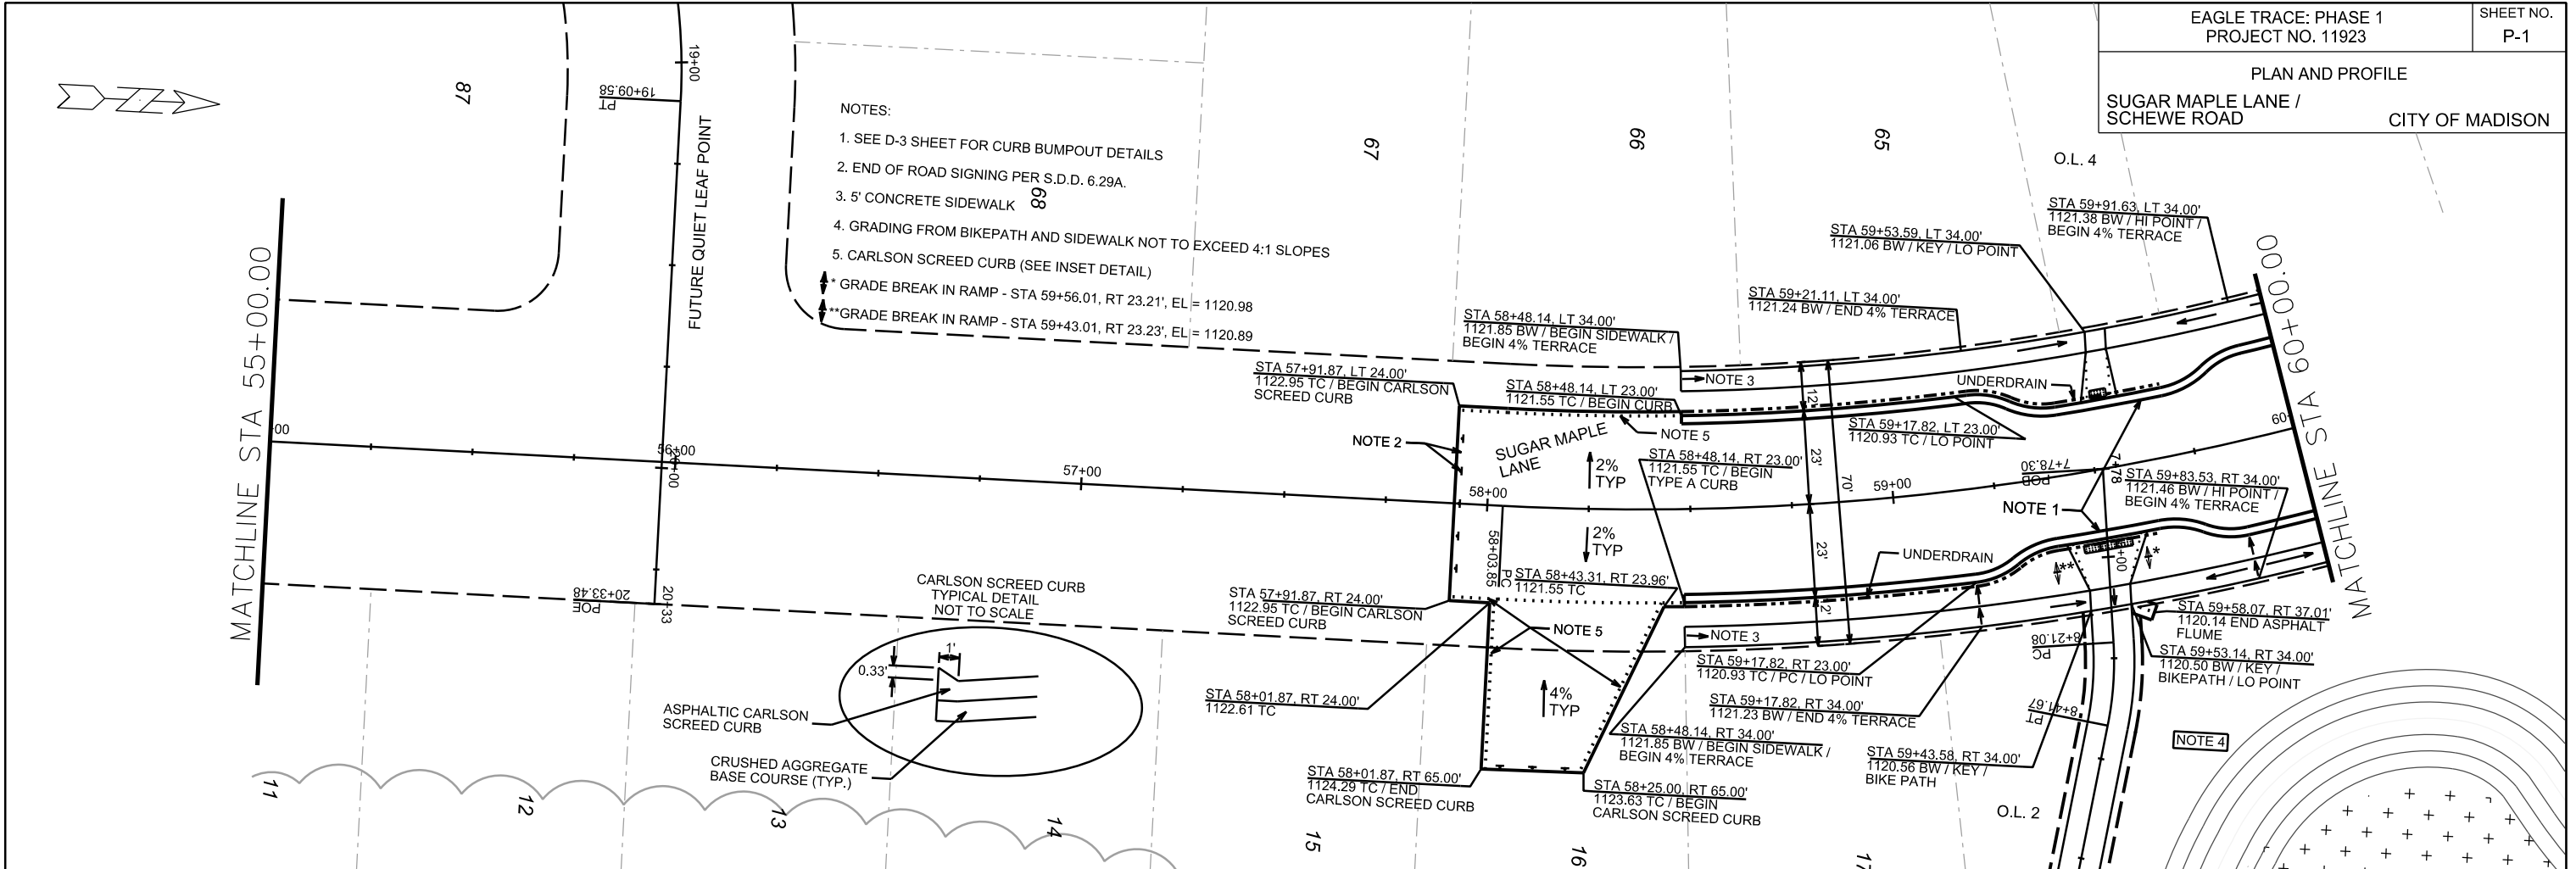 EAGLE TRACE: PHASE 1
PROJECT NO. 11923
SHEET NO.
P-1
PLAN AND PROFILE
SUGAR MAPLE LANE /
SCHEWE ROAD
CITY OF MADISON
87
19+00
19+09.58
PT
FUTURE QUIET LEAF POINT
NOTES:
1. SEE D-3 SHEET FOR CURB BUMPOUT DETAILS
2. END OF ROAD SIGNING PER S.D.D. 6.29A.
3. 5' CONCRETE SIDEWALK
68
4. GRADING FROM BIKEPATH AND SIDEWALK NOT TO EXCEED 4:1 SLOPES
5. CARLSON SCREED CURB (SEE INSET DETAIL)
* GRADE BREAK IN RAMP - STA 59+56.01, RT 23.21', EL = 1120.98
**GRADE BREAK IN RAMP - STA 59+43.01, RT 23.23', EL = 1120.89
67
66
65
O.L. 4
STA 59+91.63, LT 34.00'
1121.38 BW / HI POINT /
BEGIN 4% TERRACE
STA 59+53.59, LT 34.00'
1121.06 BW / KEY / LO POINT
STA 59+21.11, LT 34.00'
1121.24 BW / END 4% TERRACE
STA 58+48.14, LT 34.00'
1121.85 BW / BEGIN SIDEWALK /
BEGIN 4% TERRACE
STA 57+91.87, LT 24.00'
1122.95 TC / BEGIN CARLSON
SCREED CURB
STA 58+48.14, LT 23.00'
1121.55 TC / BEGIN CURB
NOTE 3
UNDERDRAIN
12'
MATCHLINE STA 55+00.00
MATCHLINE STA 60+00.00
00
56+00
20+00
57+00
58+00
59+00
60
NOTE 2
SUGAR MAPLE
LANE
NOTE 5
2%
TYP
STA 58+48.14, RT 23.00'
1121.55 TC / BEGIN
TYPE A CURB
23'
70'
STA 59+17.82, LT 23.00'
1120.93 TC / LO POINT
7+78.30
POB
7+78
STA 59+83.53, RT 34.00'
1121.46 BW / HI POINT /
BEGIN 4% TERRACE
NOTE 1
2%
TYP
23'
UNDERDRAIN
58+03.85
PC
STA 58+43.31, RT 23.96'
1121.55 TC
*
**
+00
20+33.48
POE
20+33
CARLSON SCREED CURB
TYPICAL DETAIL
NOT TO SCALE
STA 57+91.87, RT 24.00'
1122.95 TC / BEGIN CARLSON
SCREED CURB
NOTE 5
2'
NOTE 3
STA 59+58.07, RT 37.01'
1120.14 END ASPHALT
FLUME
8+21.08
PC
STA 59+53.14, RT 34.00'
1120.50 BW / KEY /
BIKEPATH / LO POINT
1'
0.33'
ASPHALTIC CARLSON
SCREED CURB
CRUSHED AGGREGATE
BASE COURSE (TYP.)
STA 58+01.87, RT 24.00'
1122.61 TC
4%
TYP
STA 59+17.82, RT 23.00'
1120.93 TC / PC / LO POINT
STA 59+17.82, RT 34.00'
1121.23 BW / END 4% TERRACE
8+41.67
PT
STA 58+48.14, RT 34.00'
1121.85 BW / BEGIN SIDEWALK /
BEGIN 4% TERRACE
STA 59+43.58, RT 34.00'
1120.56 BW / KEY /
BIKE PATH
NOTE 4
STA 58+01.87, RT 65.00'
1124.29 TC / END
CARLSON SCREED CURB
STA 58+25.00, RT 65.00'
1123.63 TC / BEGIN
CARLSON SCREED CURB
O.L. 2
11
12
13
14
15
16
17